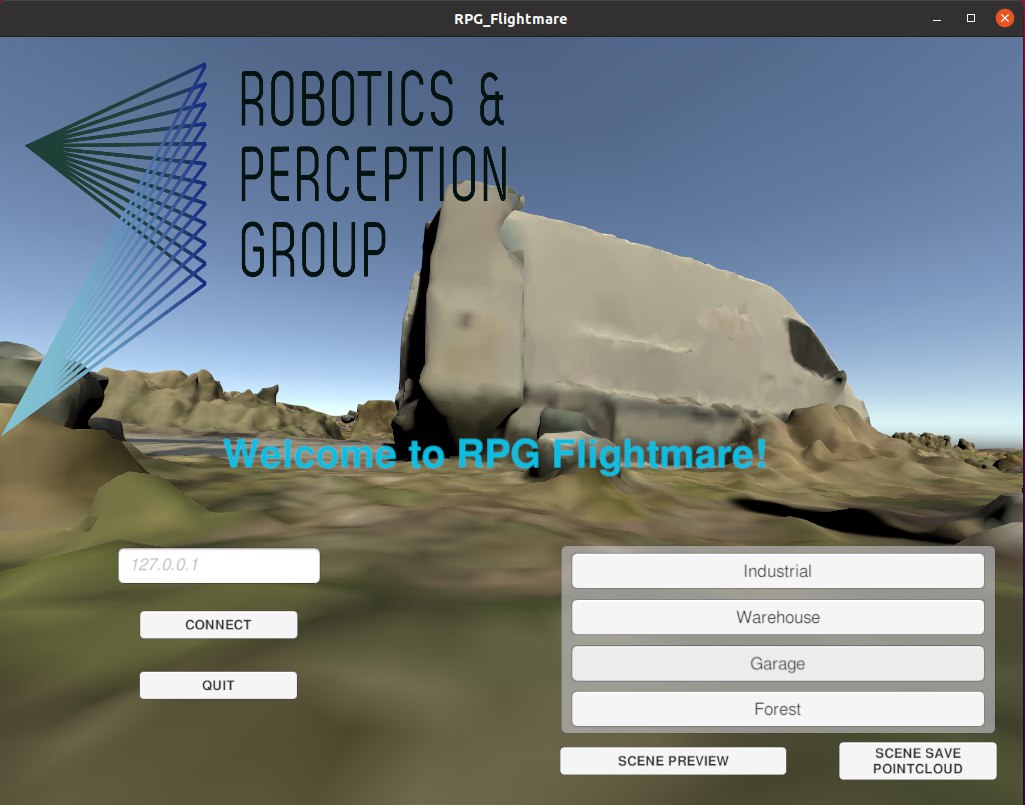 RPG_Flightmare
ROBOTICS &
PERCEPTION
GROUP
Welcome to RPG Flightmare!
127.0.0.1
CONNECT
QUIT
Industrial
Warehouse
Garage
Forest
SCENE PREVIEW
SCENE SAVE
POINTCLOUD